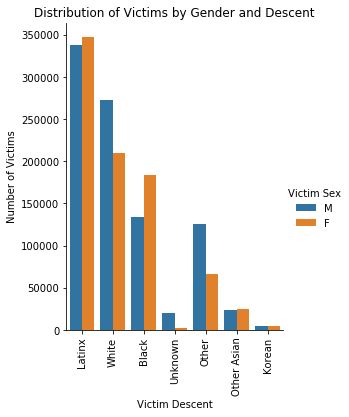 Distribution of Victims by Gender and Descent
350000
300000
250000
200000
150000
100000
50000
0
Number of Victims
Latinx
White
Black
Unknown
Other
Other Asian
Korean
Victim Descent
Victim Sex
M
F